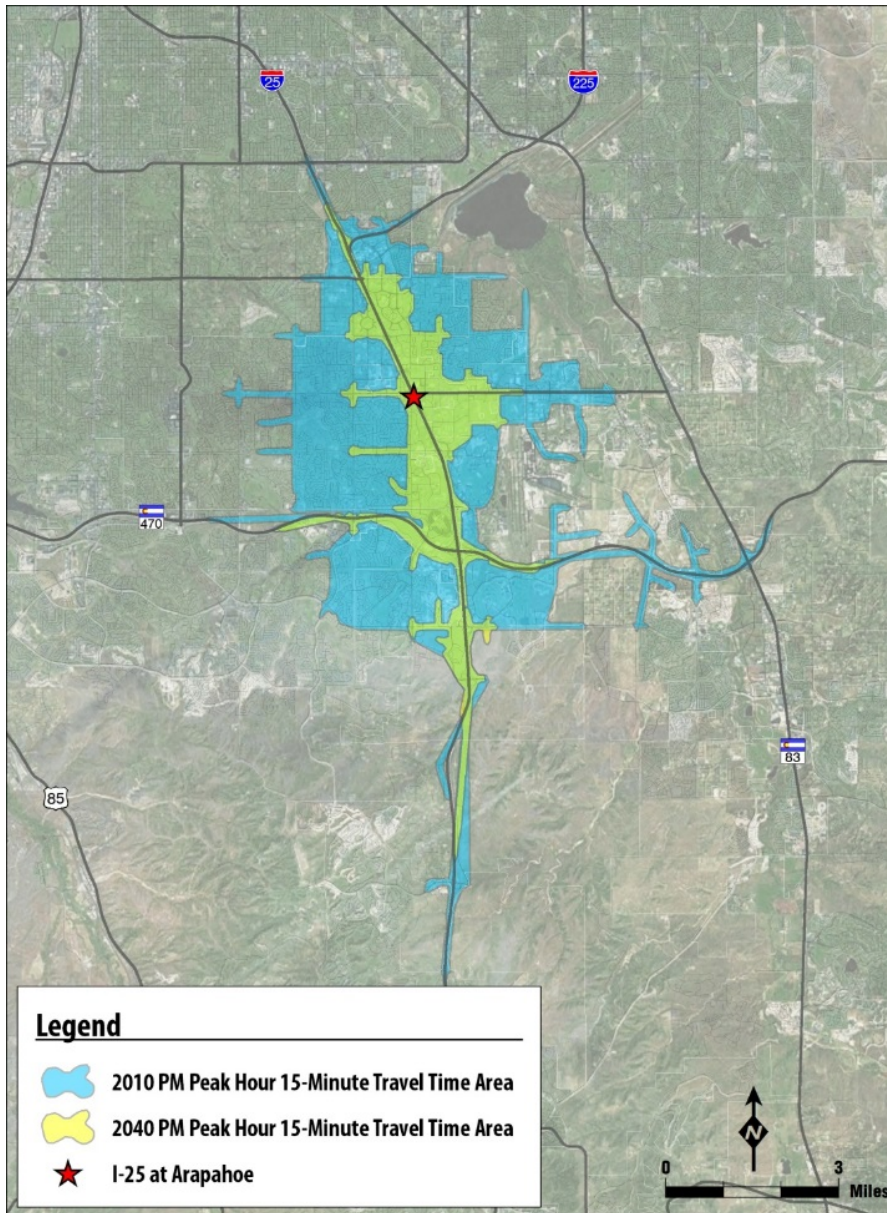 25
225
470
83
85
Legend
2010 PM Peak Hour 15-Minute Travel Time Area
2040 PM Peak Hour 15-Minute Travel Time Area
I-25 at Arapahoe
N
0 3
Miles